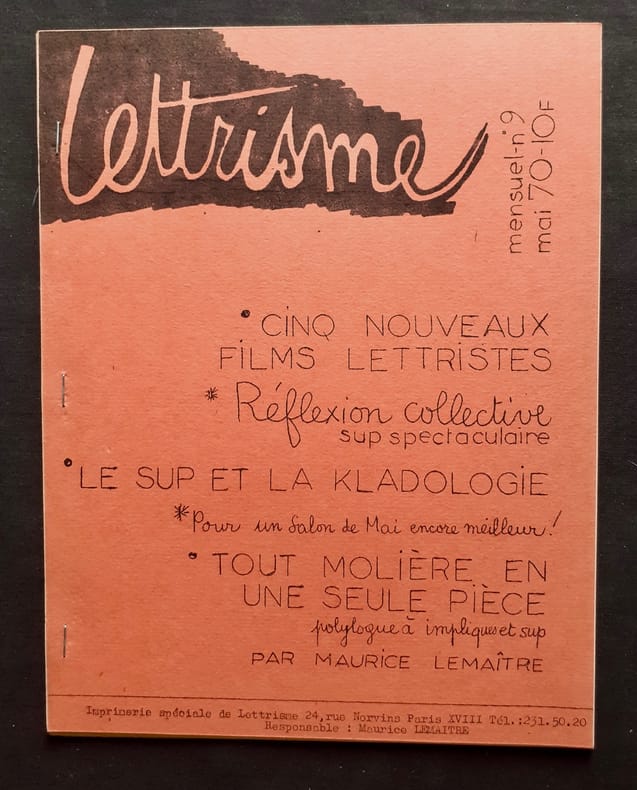 Lettrisme
mensuel-n°9
mai 70-10F
• CINQ NOUVEAUX
FILMS LETTRISTES
* Réflexion collective
sup spectaculaire
• LE SUP ET LA KLADOLOGIE
* Pour un Salon de Mai encore meilleur!
• TOUT MOLIÈRE EN
UNE SEULE PIÈCE
polylogue à impliques et sup
PAR MAURICE LEMAÎTRE
Imprimerie spéciale de Lettrisme 24,rue Norvins Paris XVIII Tél.:231.50.20
Responsable : Maurice LEMAITRE